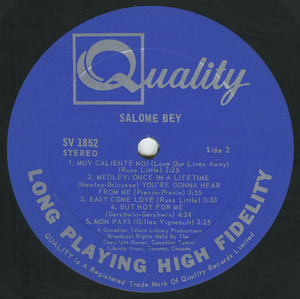 Quality
SALOME BEY
SV 1862
STEREO
Side 2
1. MUY CALIENTE NO! (Love Our Lives Away)
(Russ Little) 2:25
2. MEDLEY: ONCE IN A LIFETIME
(Newley-Bricusse) YOU'RE GONNA HEAR
FROM ME (Previn-Previn) 3:55
3. EASY COME LOVE (Russ Little) 3:33
4. BUT NOT FOR ME
(Gershwin-Gershwin) 4:24
5. MON PAYS (Gilles Vigneault) 2:25
A Canadian Talent Library Productions
Broadcast Rights Held By The
Copyright Owner, Canadian Talent
Library Trust, Toronto, Canada
LONG PLAYING HIGH FIDELITY
QUALITY is A Registered Trade Mark Of Quality Records Limited